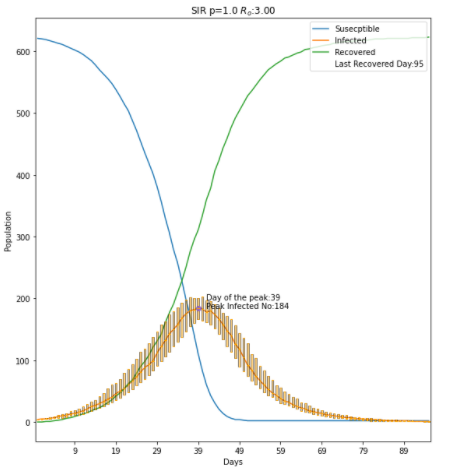 SIR p=1.0 Ro:3.00
Susecptible
Infected
Recovered
Last Recovered Day:95
600
500
400
300
200
100
0
Population
Day of the peak:39
Peak Infected No:184
9 19 29 39 49 59 69 79 89
Days